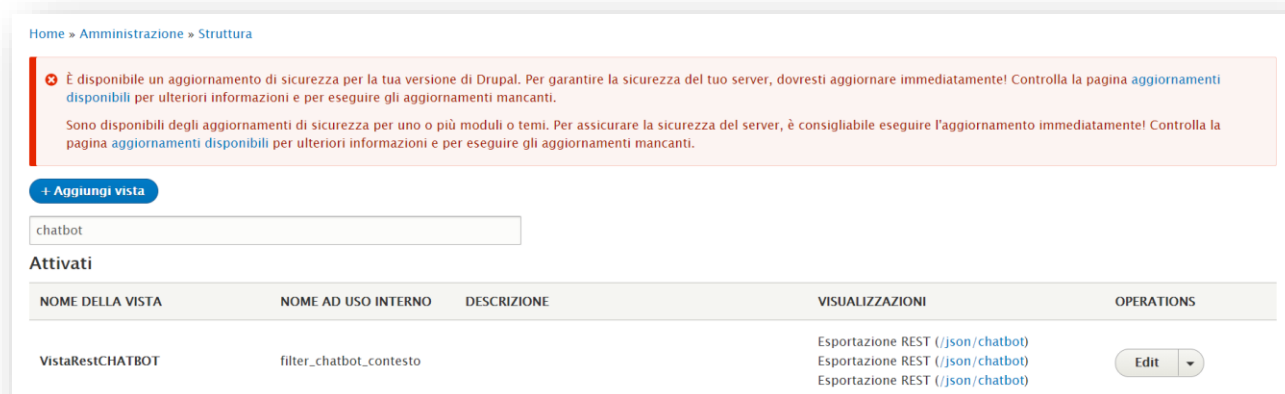 Home » Amministrazione » Struttura
È disponibile un aggiornamento di sicurezza per la tua versione di Drupal. Per garantire la sicurezza del tuo server, dovresti aggiornare immediatamente! Controlla la pagina aggiornamenti
disponibili per ulteriori informazioni e per eseguire gli aggiornamenti mancanti.
Sono disponibili degli aggiornamenti di sicurezza per uno o più moduli o temi. Per assicurare la sicurezza del server, è consigliabile eseguire l'aggiornamento immediatamente! Controlla la
pagina aggiornamenti disponibili per ulteriori informazioni e per eseguire gli aggiornamenti mancanti.
+ Aggiungi vista
chatbot
Attivati
NOME DELLA VISTA NOME AD USO INTERNO DESCRIZIONE VISUALIZZAZIONI OPERATIONS
Esportazione REST (/json/chatbot)
VistaRestCHATBOT filter_chatbot_contesto Esportazione REST (/json/chatbot) Edit
Esportazione REST (/json/chatbot)